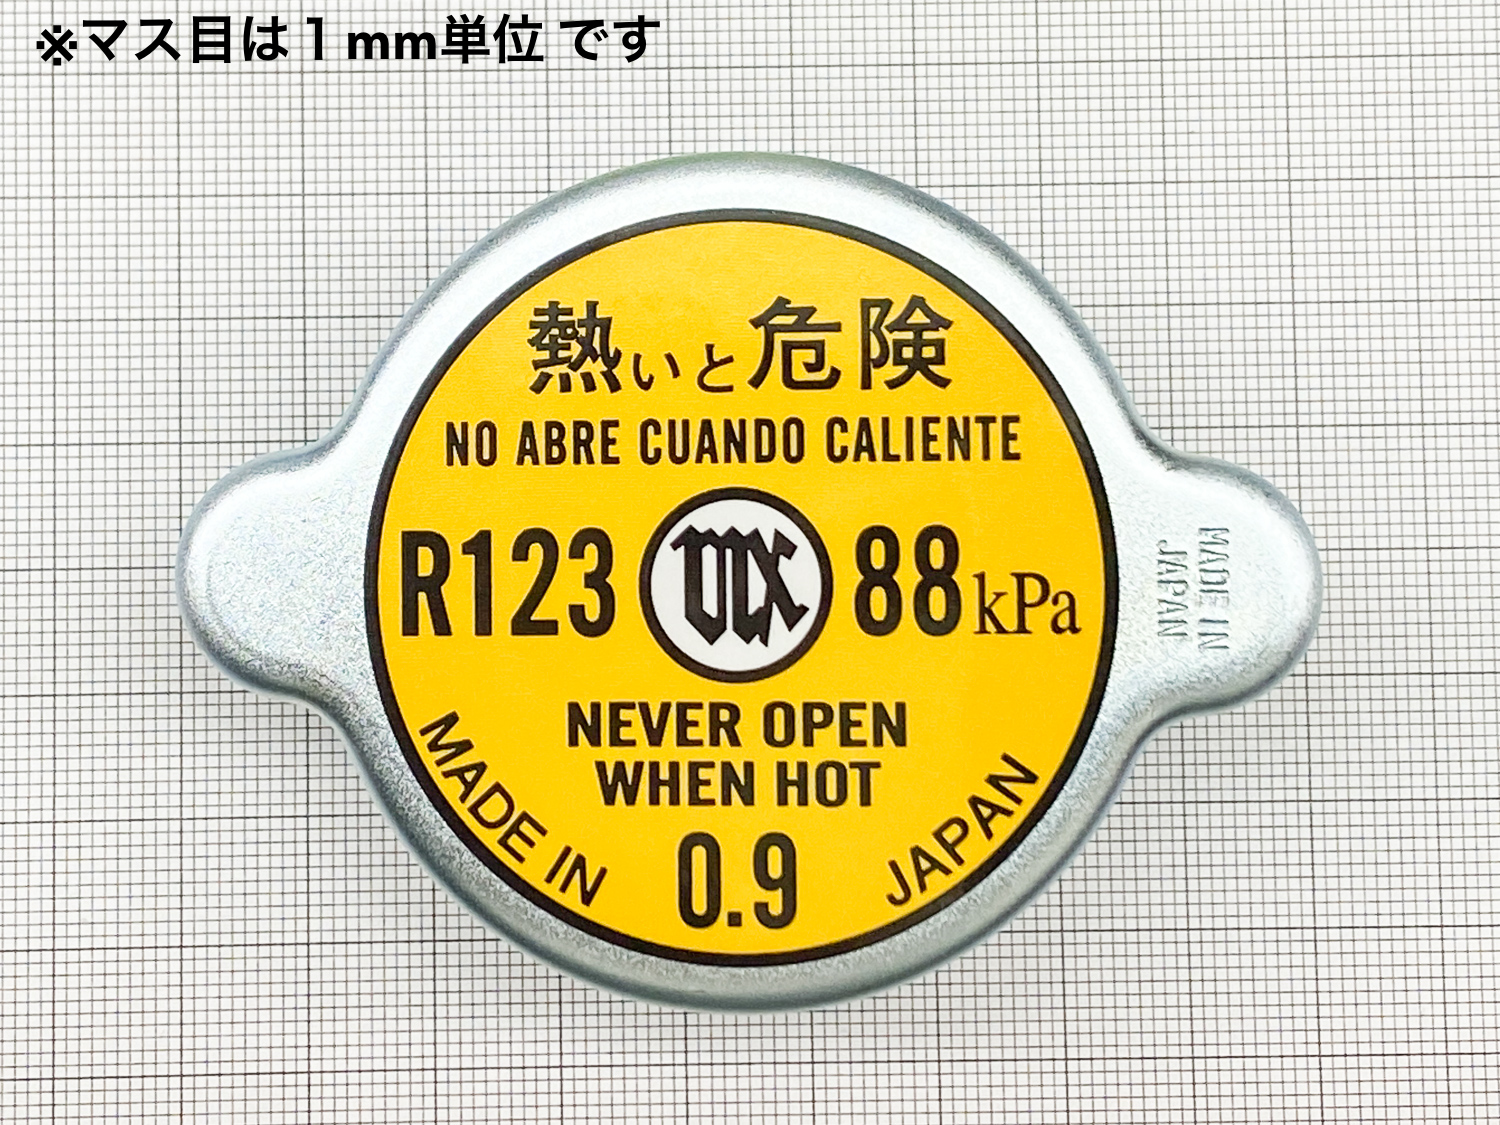 ※マス目は１mm単位 です
熱いと危険
NO ABRE CUANDO CALIENTE
R123 88kPa
NEVER OPEN
WHEN HOT
MADE IN JAPAN
0.9
MADE IN
JAPAN